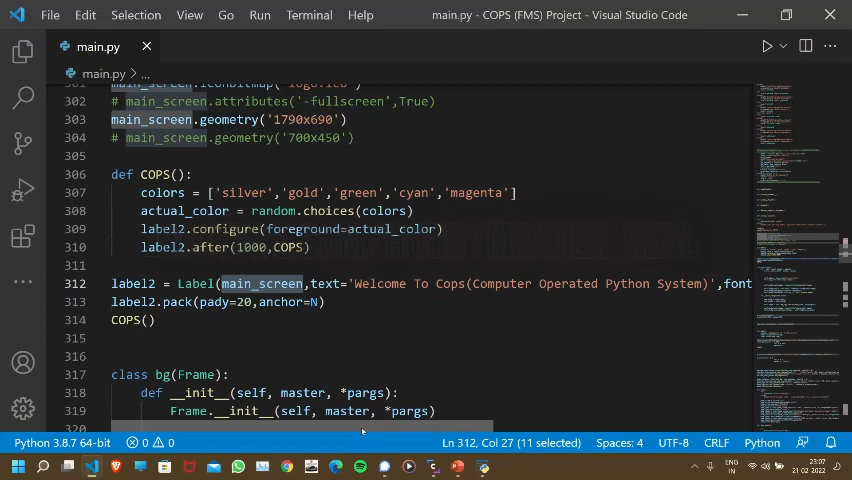 File Edit Selection View Go Run Terminal Help main.py - COPS (FMS) Project - Visual Studio Code
main.py
main.py > ...
301 main_screen.iconbitmap('logo.ico')
302 # main_screen.attributes('-fullscreen',True)
303 main_screen.geometry('1790x690')
304 # main_screen.geometry('700x450')
305
306 def COPS():
307 colors = ['silver','gold','green','cyan','magenta']
308 actual_color = random.choices(colors)
309 label2.configure(foreground=actual_color)
310 label2.after(1000,COPS)
311
312 label2 = Label(main_screen,text='Welcome To Cops(Computer Operated Python System)',font
313 label2.pack(pady=20,anchor=N)
314 COPS()
315
316
317 class bg(Frame):
318 def __init__(self, master, *pargs):
319 Frame.__init__(self, master, *pargs)
320
Python 3.8.7 64-bit 0 0 Ln 312, Col 27 (11 selected) Spaces: 4 UTF-8 CRLF Python
ENG
IN
23:07
21-02-2022